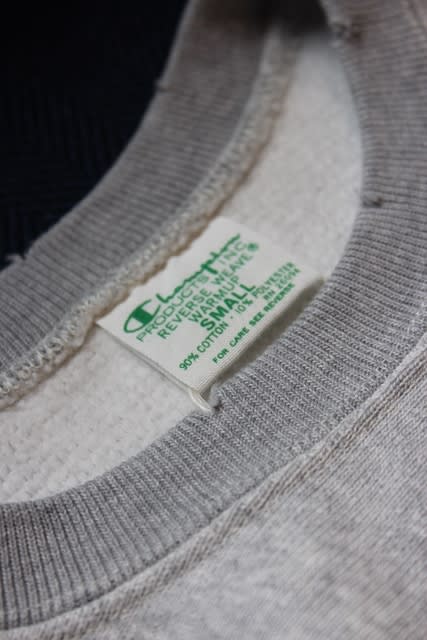 Champion
PRODUCTS INC
REVERSE WEAVE®
WARMUP
SMALL
90% COTTON · 10% POLYESTER
FOR CARE SEE REVERSE